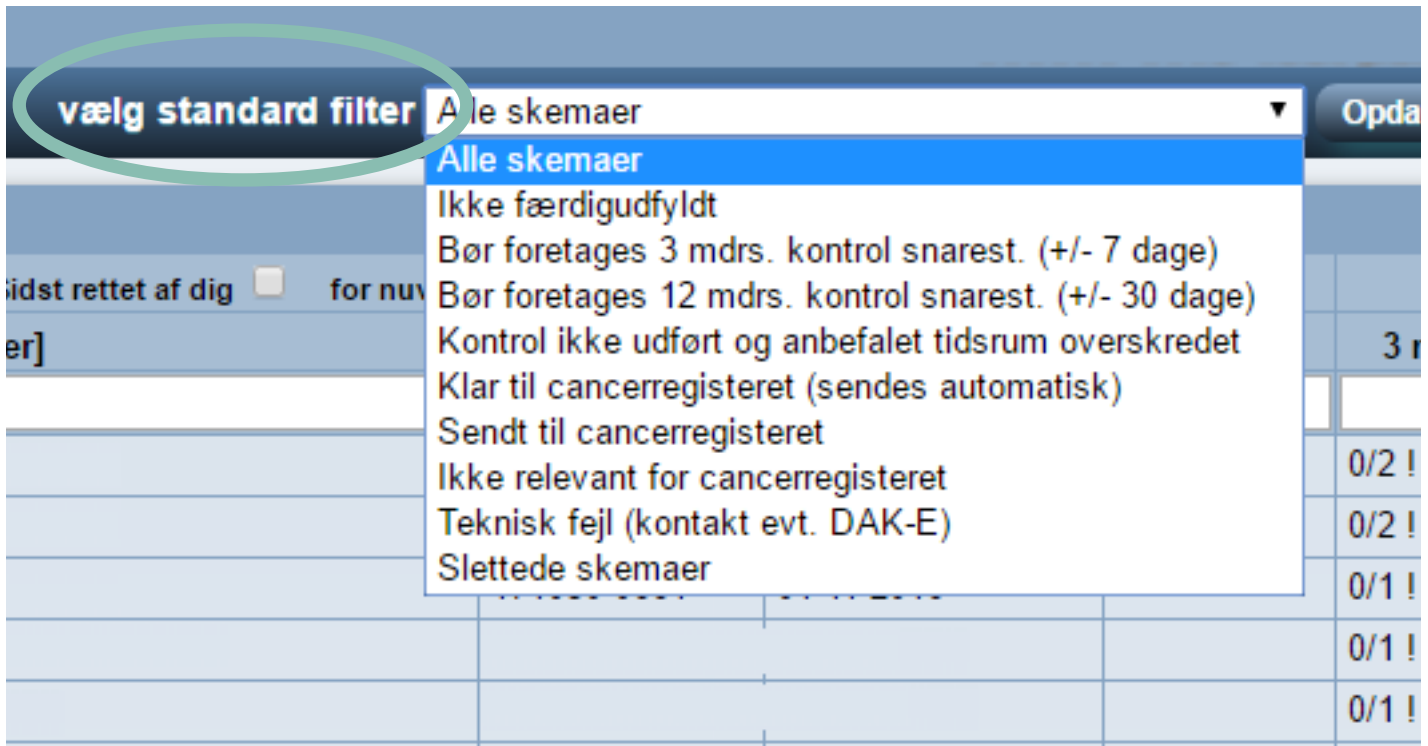 vælg standard filter Alle skemaer ▼ Opda
Alle skemaer
Ikke færdigudfyldt
Bør foretages 3 mdrs. kontrol snarest. (+/- 7 dage)
Sidst rettet af dig for nuv
Bør foretages 12 mdrs. kontrol snarest. (+/- 30 dage)
er]
Kontrol ikke udført og anbefalet tidsrum overskredet
3
Klar til cancerregisteret (sendes automatisk)
Sendt til cancerregisteret
Ikke relevant for cancerregisteret
Teknisk fejl (kontakt evt. DAK-E)
Slettede skemaer
0/2 !
0/2 !
0/1 !
0/1 !
0/1 !